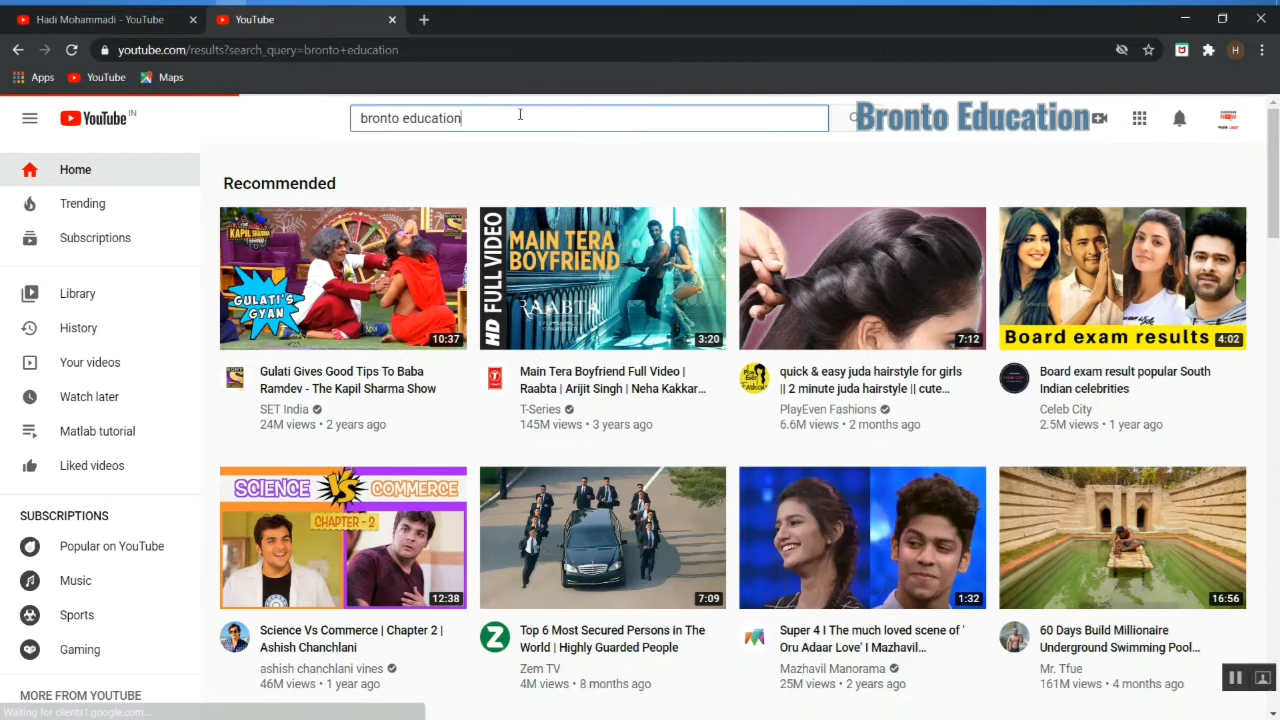 Hadi Mohammadi - YouTube
YouTube
youtube.com/results?search_query=bronto+education
H
Apps
YouTube
Maps
YouTube IN
bronto education
Bronto Education
Home
Trending
Subscriptions
Library
History
Your videos
Watch later
Matlab tutorial
Liked videos
SUBSCRIPTIONS
Popular on YouTube
Music
Sports
Gaming
MORE FROM YOUTUBE
Recommended
GULATI'S
GYAN
10:37
Gulati Gives Good Tips To Baba
Ramdev - The Kapil Sharma Show
SET India
24M views • 2 years ago
HD FULL VIDEO
MAIN TERA
BOYFRIEND
RAABTA
3:20
Main Tera Boyfriend Full Video |
Raabta | Arijit Singh | Neha Kakkar...
T-Series
145M views • 3 years ago
7:12
quick & easy juda hairstyle for girls
|| 2 minute juda hairstyle || cute...
PlayEven Fashions
6.6M views • 2 months ago
Board exam results
4:02
Board exam result popular South
Indian celebrities
Celeb City
2.5M views • 1 year ago
SCIENCE VS COMMERCE
CHAPTER - 2
12:38
Science Vs Commerce | Chapter 2 |
Ashish Chanchlani
ashish chanchlani vines
46M views • 1 year ago
7:09
Top 6 Most Secured Persons in The
World | Highly Guarded People
Zem TV
4M views • 8 months ago
1:32
Super 4 I The much loved scene of '
Oru Adaar Love' I Mazhavil...
Mazhavil Manorama
25M views • 2 years ago
16:56
60 Days Build Millionaire
Underground Swimming Pool...
Mr. Tfue
161M views • 4 months ago
Waiting for clients1.google.com...